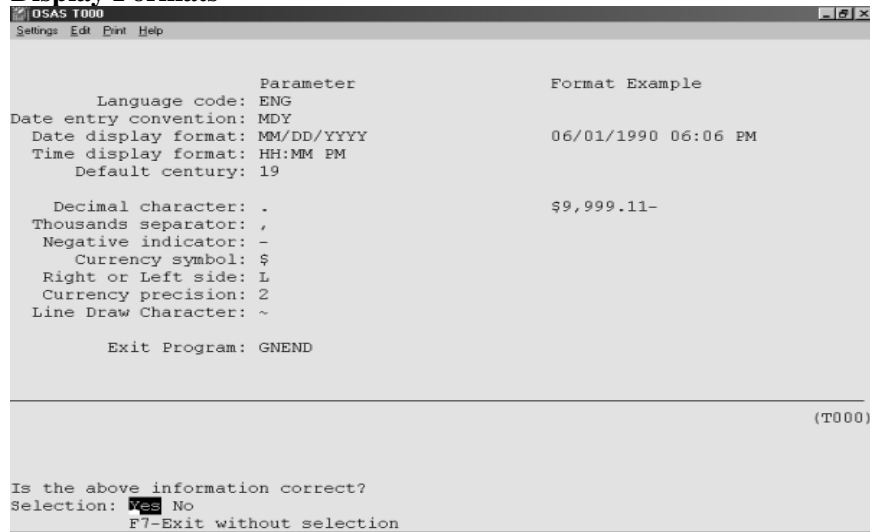 Display Formats
OSAS T000
Settings Edit Print Help
Parameter Format Example
Language code: ENG
Date entry convention: MDY
Date display format: MM/DD/YYYY 06/01/1990 06:06 PM
Time display format: HH:MM PM
Default century: 19
Decimal character: . $9,999.11-
Thousands separator: ,
Negative indicator: -
Currency symbol: $
Right or Left side: L
Currency precision: 2
Line Draw Character: ~
Exit Program: GNEND
(T000)
Is the above information correct?
Selection: Yes No
F7-Exit without selection